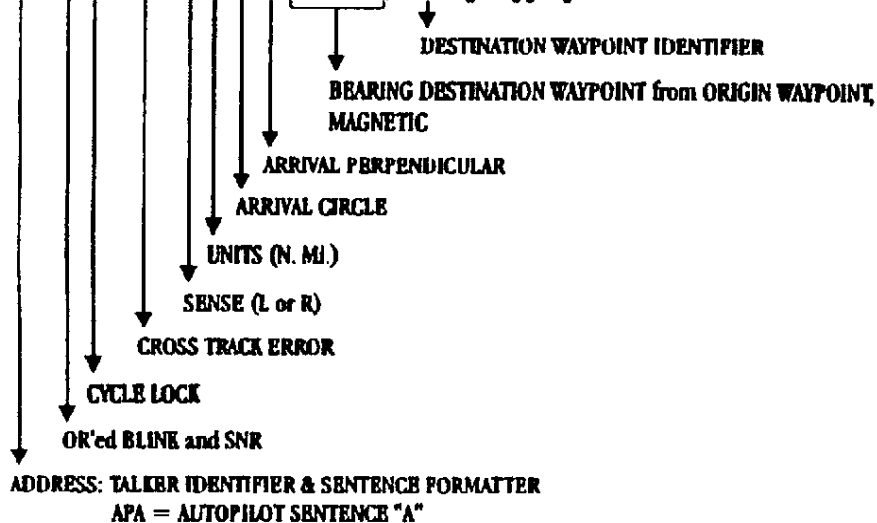 DESTINATION WAYPOINT IDENTIFIER
BEARING DESTINATION WAYPOINT from ORIGIN WAYPOINT,
MAGNETIC
ARRIVAL PERPENDICULAR
ARRIVAL CIRCLE
UNITS (N. MI.)
SENSE (L or R)
CROSS TRACK ERROR
CYCLE LOCK
OR'ed BLINK and SNR
ADDRESS: TALKER IDENTIFIER & SENTENCE FORMATTER
APA = AUTOPILOT SENTENCE "A"